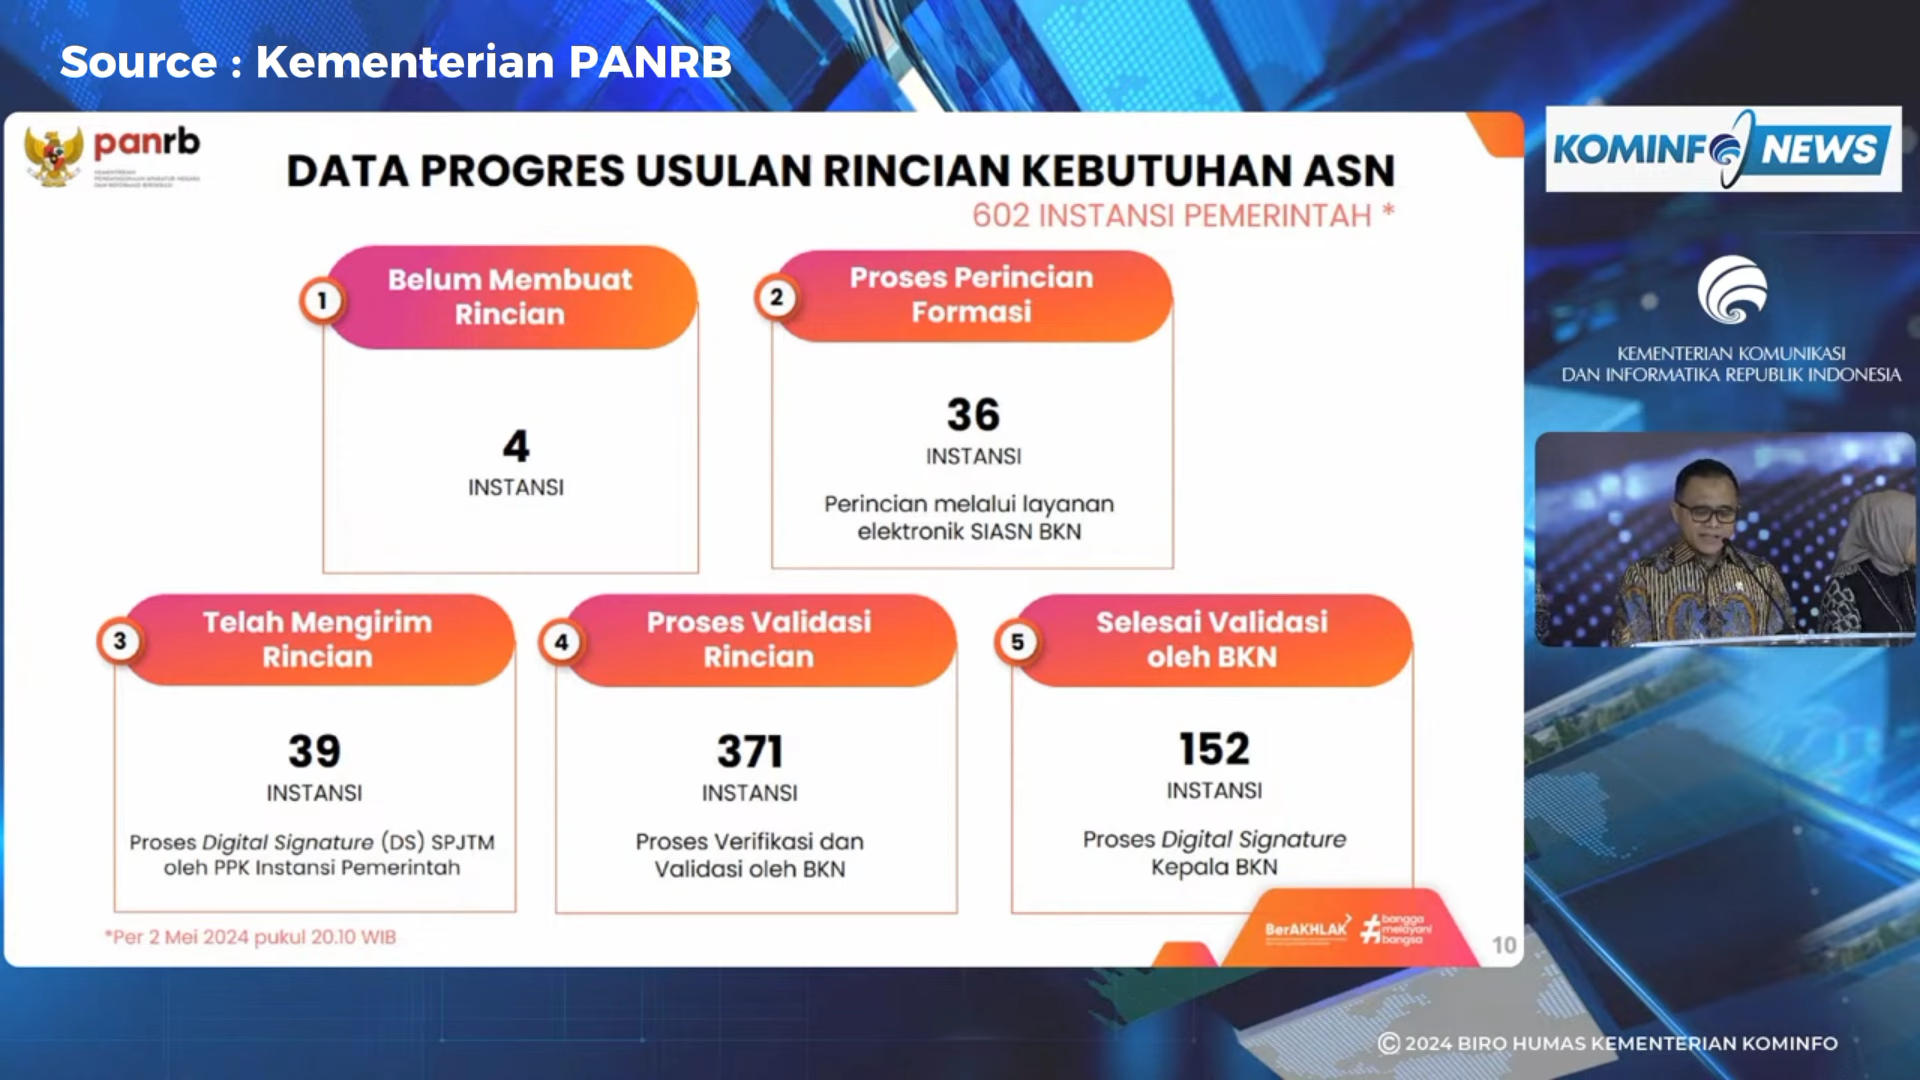 Source : Kementerian PANRB
panrb
DATA PROGRES USULAN RINCIAN KEBUTUHAN ASN
602 INSTANSI PEMERINTAH *
1
Belum Membuat
Rincian
4
INSTANSI
2
Proses Perincian
Formasi
36
INSTANSI
Perincian melalui layanan
elektronik SIASN BKN
3
Telah Mengirim
Rincian
39
INSTANSI
Proses Digital Signature (DS) SPJTM
oleh PPK Instansi Pemerintah
4
Proses Validasi
Rincian
371
INSTANSI
Proses Verifikasi dan
Validasi oleh BKN
5
Selesai Validasi
oleh BKN
152
INSTANSI
Proses Digital Signature
Kepala BKN
*Per 2 Mei 2024 pukul 20.10 WIB
BerAKHLAK
#bangga
melayani
bangsa
10
KOMINFO NEWS
KEMENTERIAN KOMUNIKASI
DAN INFORMATIKA REPUBLIK INDONESIA
© 2024 BIRO HUMAS KEMENTERIAN KOMINFO